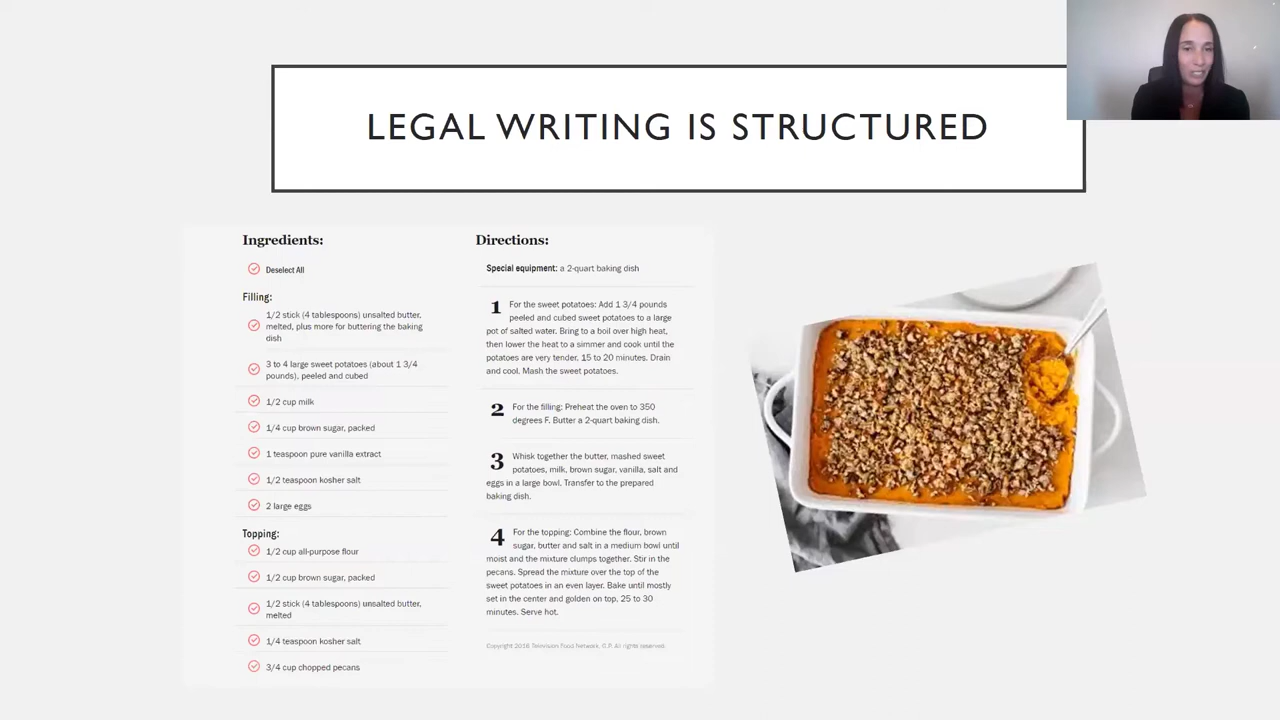 LEGAL WRITING IS STRUCTURED
Ingredients:
Deselect All
Filling:
1/2 stick (4 tablespoons) unsalted butter,
melted, plus more for buttering the baking
dish
3 to 4 large sweet potatoes (about 1 3/4
pounds), peeled and cubed
1/2 cup milk
1/4 cup brown sugar, packed
1 teaspoon pure vanilla extract
1/2 teaspoon kosher salt
2 large eggs
Topping:
1/2 cup all-purpose flour
1/2 cup brown sugar, packed
1/2 stick (4 tablespoons) unsalted butter,
melted
1/4 teaspoon kosher salt
3/4 cup chopped pecans
Directions:
Special equipment: a 2-quart baking dish
1 For the sweet potatoes: Add 1 3/4 pounds
peeled and cubed sweet potatoes to a large
pot of salted water. Bring to a boil over high heat,
then lower the heat to a simmer and cook until the
potatoes are very tender, 15 to 20 minutes. Drain
and cool. Mash the sweet potatoes.
2 For the filling: Preheat the oven to 350
degrees F. Butter a 2-quart baking dish.
3 Whisk together the butter, mashed sweet
potatoes, milk, brown sugar, vanilla, salt and
eggs in a large bowl. Transfer to the prepared
baking dish.
4 For the topping: Combine the flour, brown
sugar, butter and salt in a medium bowl until
moist and the mixture clumps together. Stir in the
pecans. Spread the mixture over the top of the
sweet potatoes in an even layer. Bake until mostly
set in the center and golden on top, 25 to 30
minutes. Serve hot.
Copyright 2016 Television Food Network, G.P. All rights reserved.